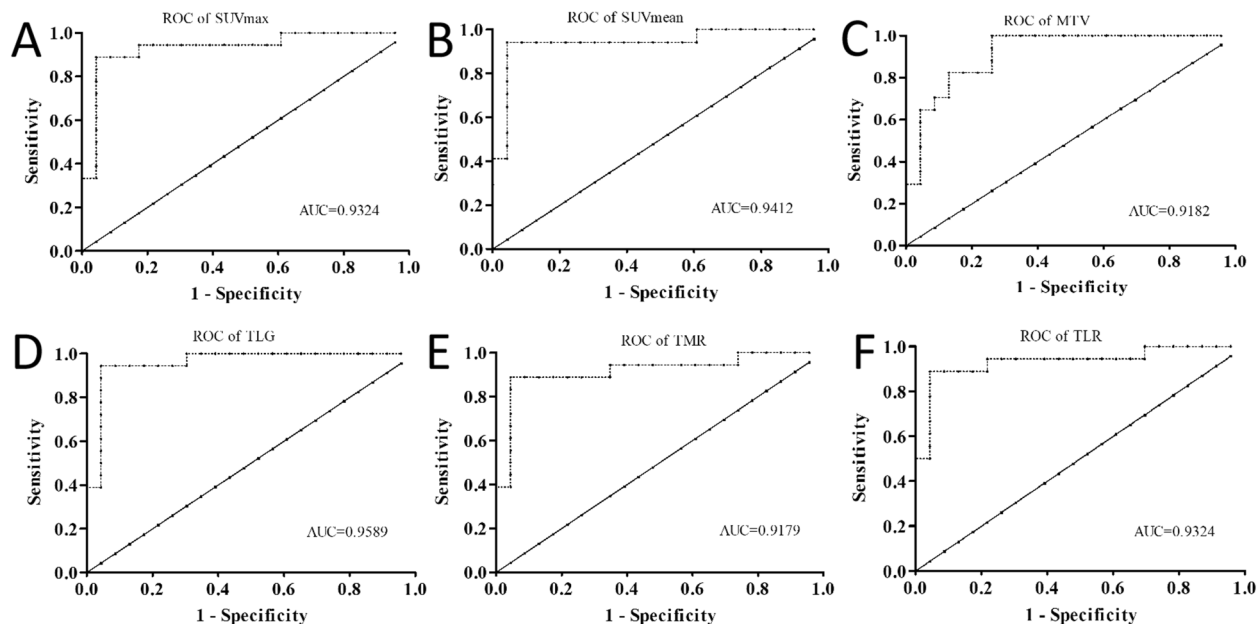 A
ROC of SUVmax
Sensitivity
1.0
0.8
0.6
0.4
0.2
0.0
AUC=0.9324
0.0 0.2 0.4 0.6 0.8 1.0
1 - Specificity
B
ROC of SUVmean
Sensitivity
1.0
0.8
0.6
0.4
0.2
0.0
AUC=0.9412
0.0 0.2 0.4 0.6 0.8 1.0
1 - Specificity
C
ROC of MTV
Sensitivity
1.0
0.8
0.6
0.4
0.2
0.0
AUC=0.9182
0.0 0.2 0.4 0.6 0.8 1.0
1 - Specificity
D
ROC of TLG
Sensitivity
1.0
0.8
0.6
0.4
0.2
0.0
AUC=0.9589
0.0 0.2 0.4 0.6 0.8 1.0
1 - Specificity
E
ROC of TMR
Sensitivity
1.0
0.8
0.6
0.4
0.2
0.0
AUC=0.9179
0.0 0.2 0.4 0.6 0.8 1.0
1 - Specificity
F
ROC of TLR
Sensitivity
1.0
0.8
0.6
0.4
0.2
0.0
AUC=0.9324
0.0 0.2 0.4 0.6 0.8 1.0
1 - Specificity